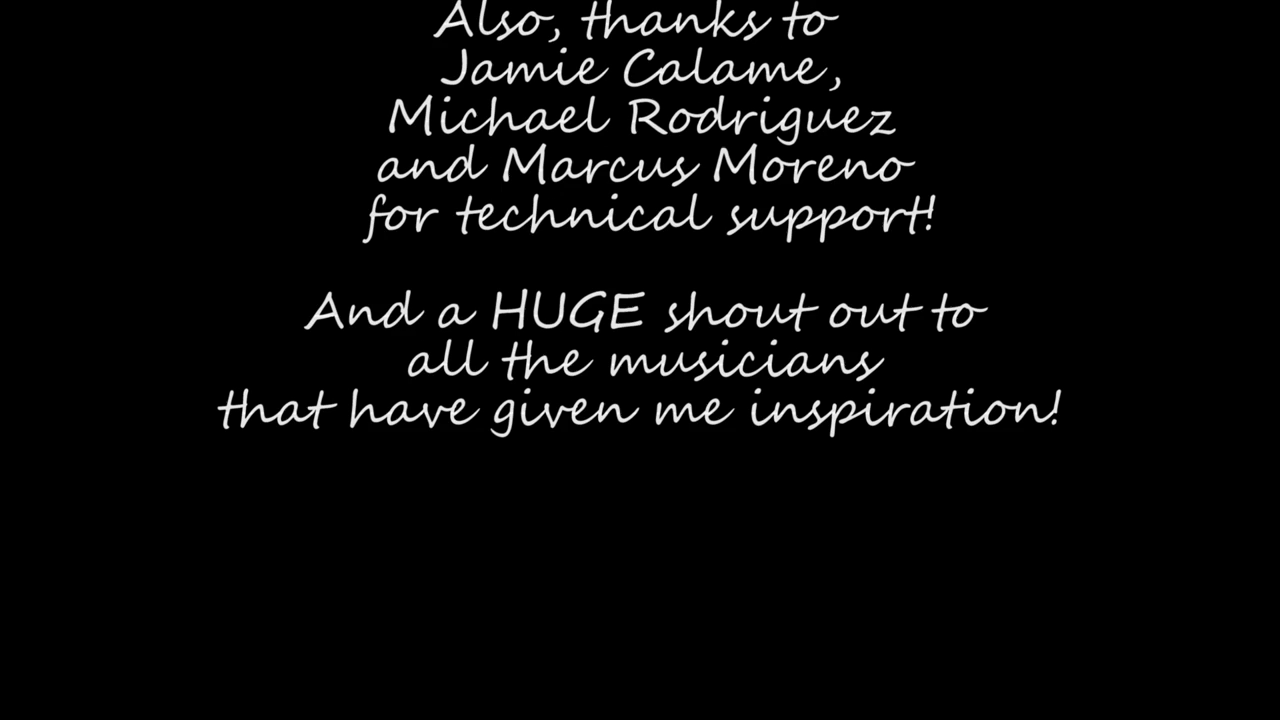 Also, thanks to
Jamie Calame,
Michael Rodriguez
and Marcus Moreno
for technical support!
And a HUGE shout out to
all the musicians
that have given me inspiration!